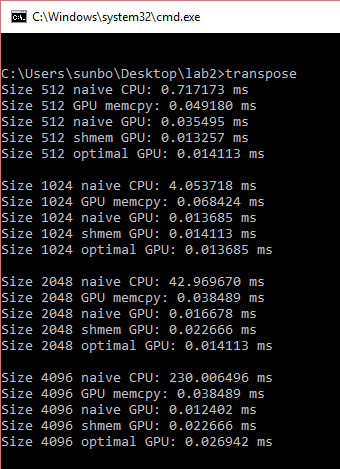 C:\Windows\system32\cmd.exe
C:\Users\sunbo\Desktop\lab2>transpose
Size 512 naive CPU: 0.717173 ms
Size 512 GPU memcpy: 0.049180 ms
Size 512 naive GPU: 0.035495 ms
Size 512 shmem GPU: 0.013257 ms
Size 512 optimal GPU: 0.014113 ms
Size 1024 naive CPU: 4.053718 ms
Size 1024 GPU memcpy: 0.068424 ms
Size 1024 naive GPU: 0.013685 ms
Size 1024 shmem GPU: 0.014113 ms
Size 1024 optimal GPU: 0.013685 ms
Size 2048 naive CPU: 42.969670 ms
Size 2048 GPU memcpy: 0.038489 ms
Size 2048 naive GPU: 0.016678 ms
Size 2048 shmem GPU: 0.022666 ms
Size 2048 optimal GPU: 0.014113 ms
Size 4096 naive CPU: 230.006496 ms
Size 4096 GPU memcpy: 0.038489 ms
Size 4096 naive GPU: 0.012402 ms
Size 4096 shmem GPU: 0.022666 ms
Size 4096 optimal GPU: 0.026942 ms